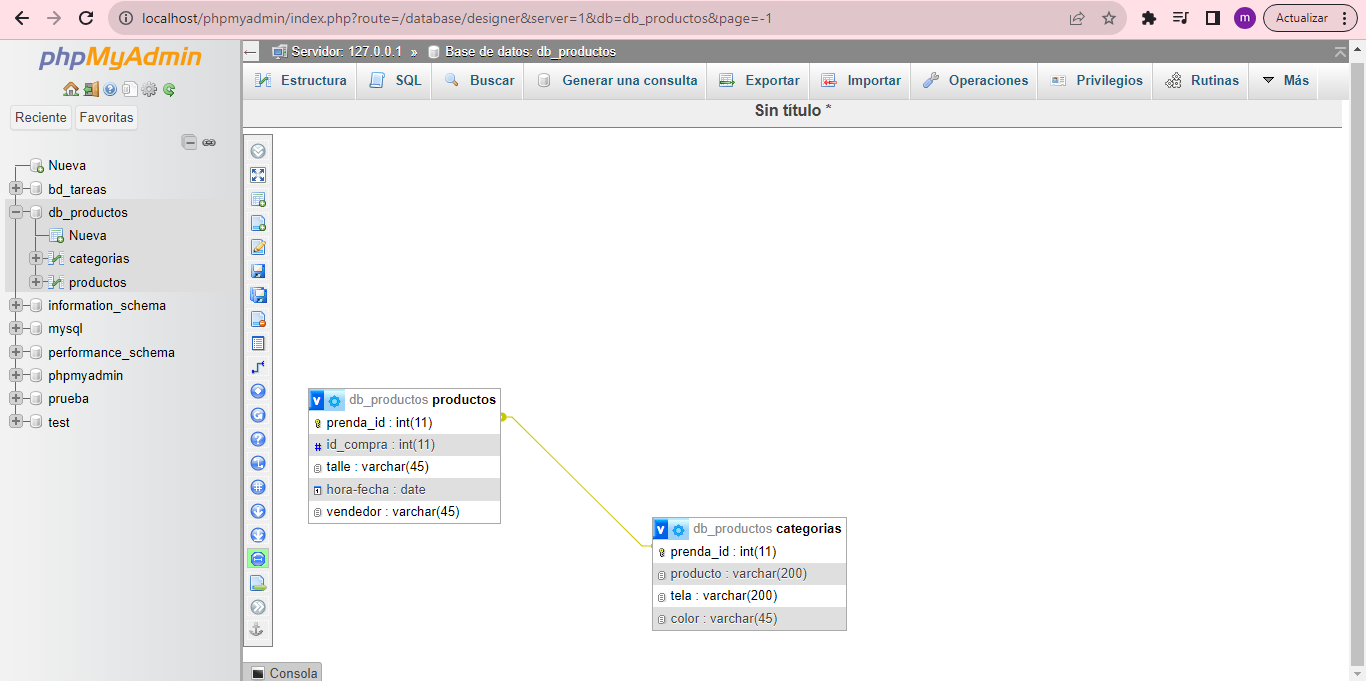 localhost/phpmyadmin/index.php?route=/database/designer&server=1&db=db_productos&page=-1
m
Actualizar
phpMyAdmin
Reciente
Favoritas
Nueva
bd_tareas
db_productos
Nueva
categorias
productos
information_schema
mysql
performance_schema
phpmyadmin
prueba
test
Servidor: 127.0.0.1 » Base de datos: db_productos
Estructura
SQL
Buscar
Generar una consulta
Exportar
Importar
Operaciones
Privilegios
Rutinas
Más
Sin título *
v db_productos productos
prenda_id : int(11)
# id_compra : int(11)
talle : varchar(45)
hora-fecha : date
vendedor : varchar(45)
v db_productos categorias
prenda_id : int(11)
producto : varchar(200)
tela : varchar(200)
color : varchar(45)
Consola